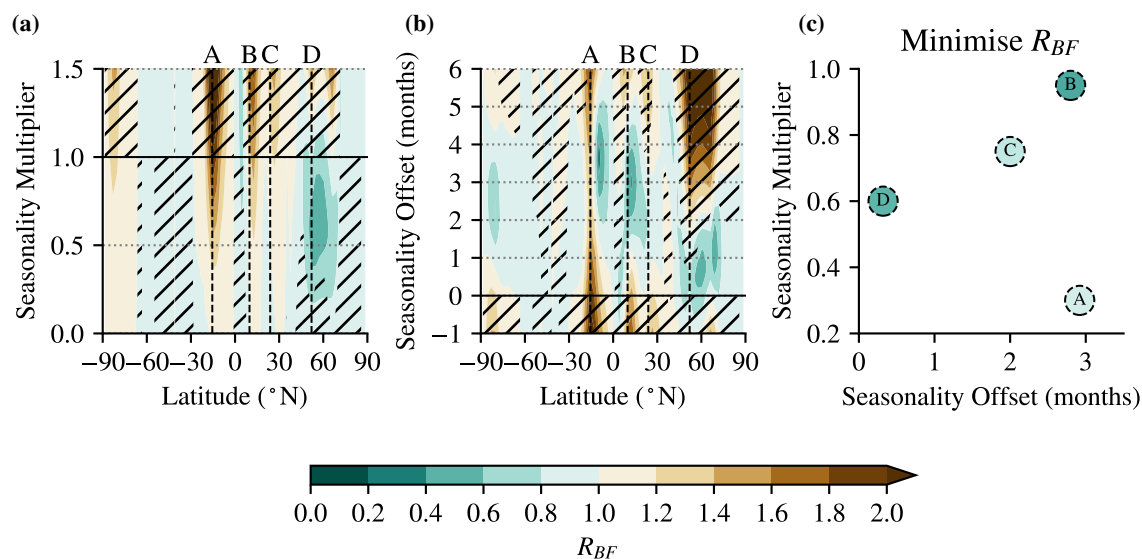 (a)
A B C D
Seasonality Multiplier
1.5
1.0
0.5
0.0
−90 −60 −30 0 30 60 90
Latitude (°N)
(b)
A B C D
Seasonality Offset (months)
6
5
4
3
2
1
0
−1
−90 −60 −30 0 30 60 90
Latitude (°N)
(c)
Minimise R_BF
Seasonality Multiplier
1.0
0.8
0.6
0.4
0.2
B
C
D
A
0 1 2 3
Seasonality Offset (months)
0.0 0.2 0.4 0.6 0.8 1.0 1.2 1.4 1.6 1.8 2.0
R_BF